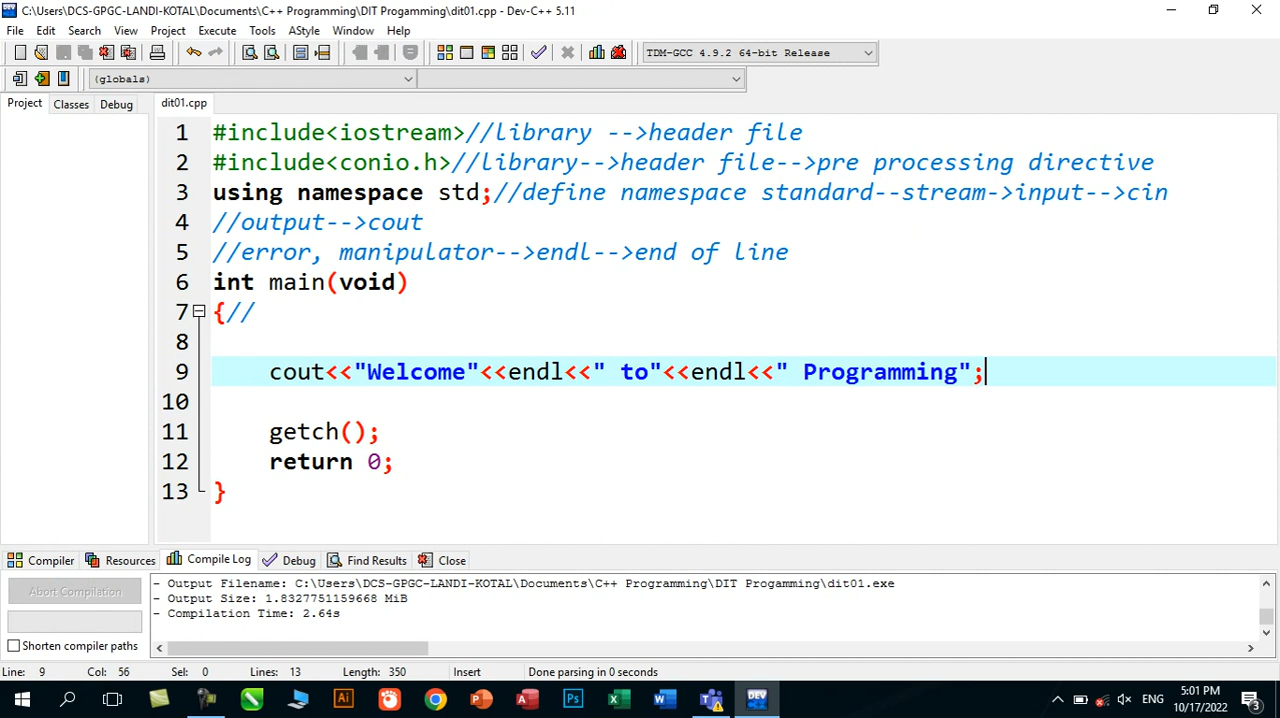 C:\Users\DCS-GPGC-LANDI-KOTAL\Documents\C++ Programming\DIT Progamming\dit01.cpp - Dev-C++ 5.11
File Edit Search View Project Execute Tools AStyle Window Help
TDM-GCC 4.9.2 64-bit Release
(globals)
Project Classes Debug dit01.cpp
1 #include<iostream>//library -->header file
2 #include<conio.h>//library-->header file-->pre processing directive
3 using namespace std;//define namespace standard--stream->input-->cin
4 //output-->cout
5 //error, manipulator-->endl-->end of line
6 int main(void)
7 {//
8
9 cout<<"Welcome"<<endl<<" to"<<endl<<" Programming";
10
11 getch();
12 return 0;
13 }
Compiler Resources Compile Log Debug Find Results Close
Abort Compilation
Shorten compiler paths
- Output Filename: C:\Users\DCS-GPGC-LANDI-KOTAL\Documents\C++ Programming\DIT Progamming\dit01.exe
- Output Size: 1.8327751159668 MiB
- Compilation Time: 2.64s
Line: 9 Col: 56 Sel: 0 Lines: 13 Length: 350 Insert Done parsing in 0 seconds
Ai Ps DEV ENG 5:01 PM
10/17/2022 3